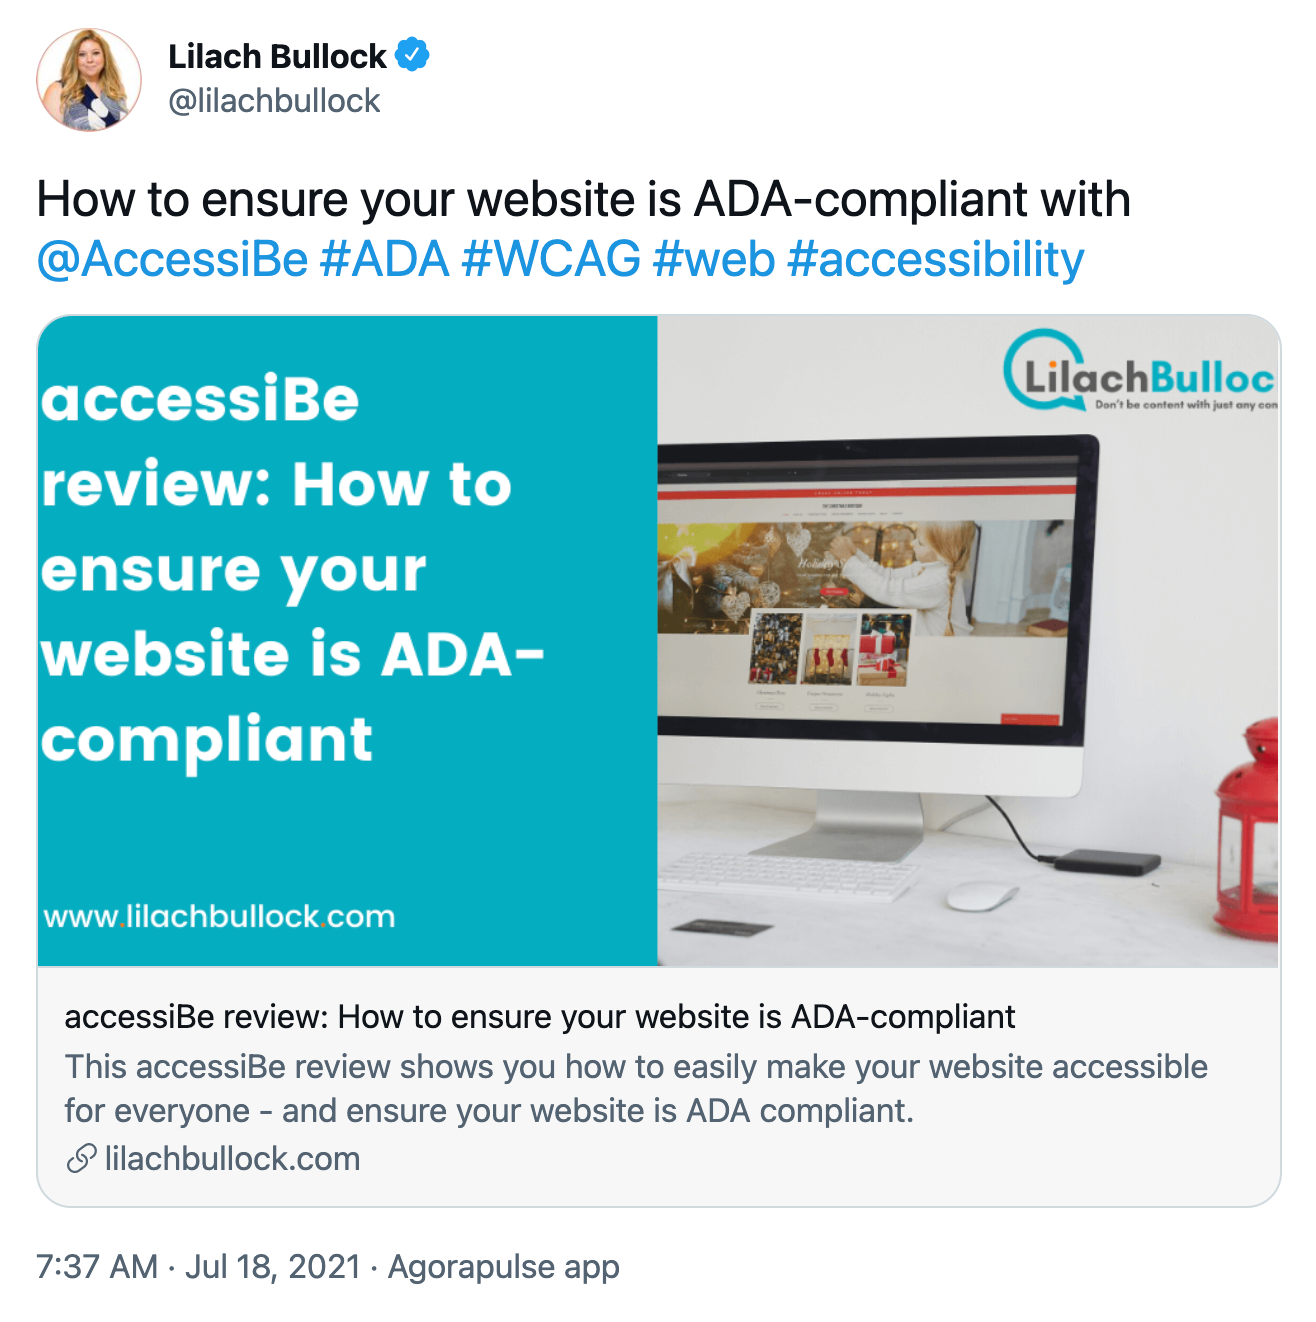 Lilach Bullock
@lilachbullock
How to ensure your website is ADA-compliant with
@AccessiBe #ADA #WCAG #web #accessibility
accessiBe
review: How to
ensure your
website is ADA-
compliant
www.lilachbullock.com
LilachBulloc
Don't be content with just any con
accessiBe review: How to ensure your website is ADA-compliant
This accessiBe review shows you how to easily make your website accessible
for everyone - and ensure your website is ADA compliant.
lilachbullock.com
7:37 AM · Jul 18, 2021 · Agorapulse app